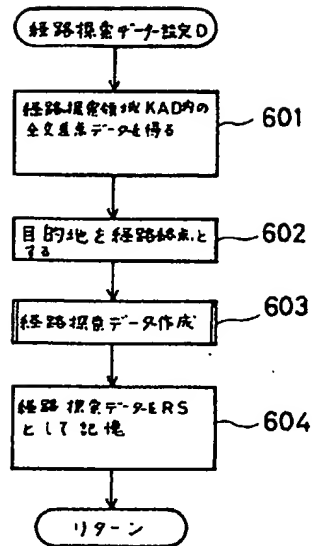 経路探索データー設定D
経路探索領域KAD内の
全交差点データを得る
601
目的地を経路終点と
する
602
経路探索データ作成
603
経路探索データERS
として記憶
604
リターン